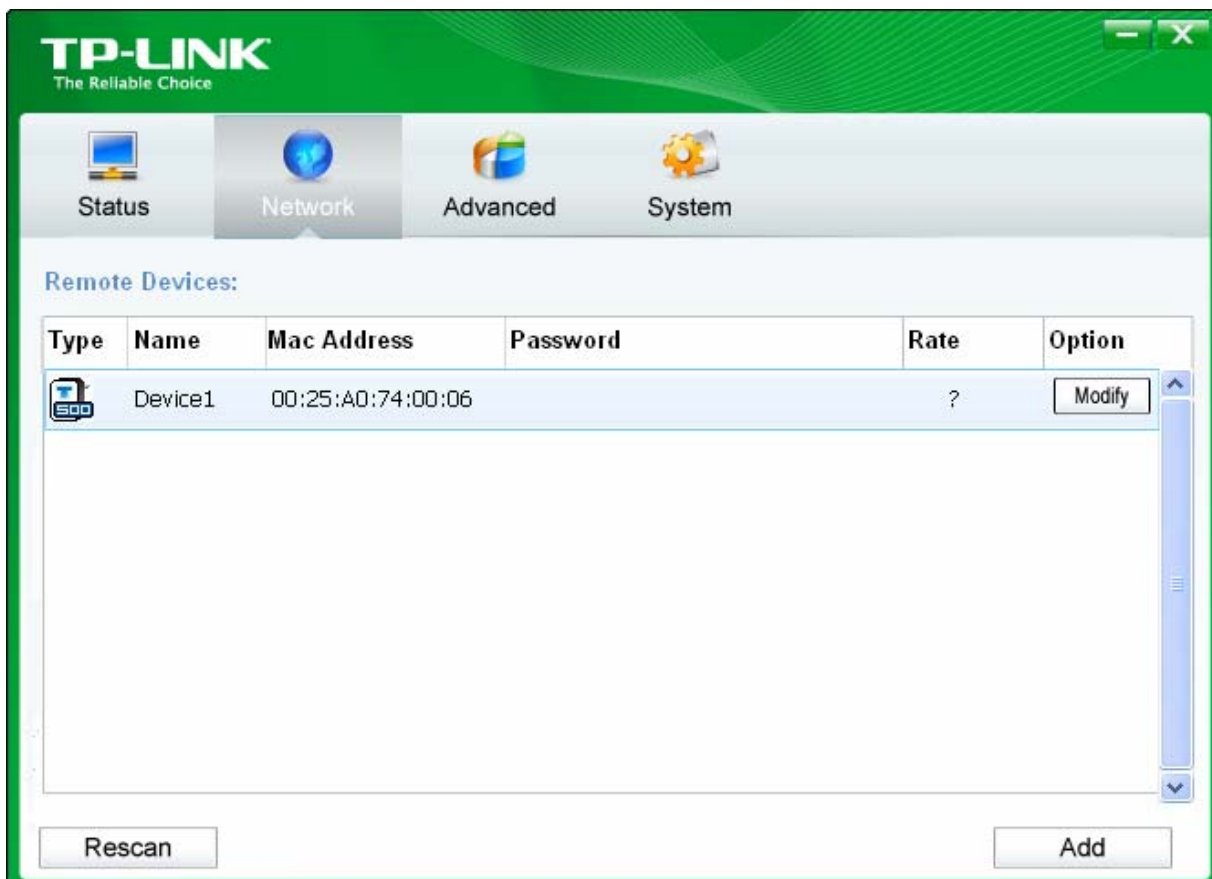 TP-LINK
The Reliable Choice
Status Network Advanced System
Remote Devices:
Type Name Mac Address Password Rate Option
T 500 Device1 00:25:A0:74:00:06 ? Modify
Rescan Add